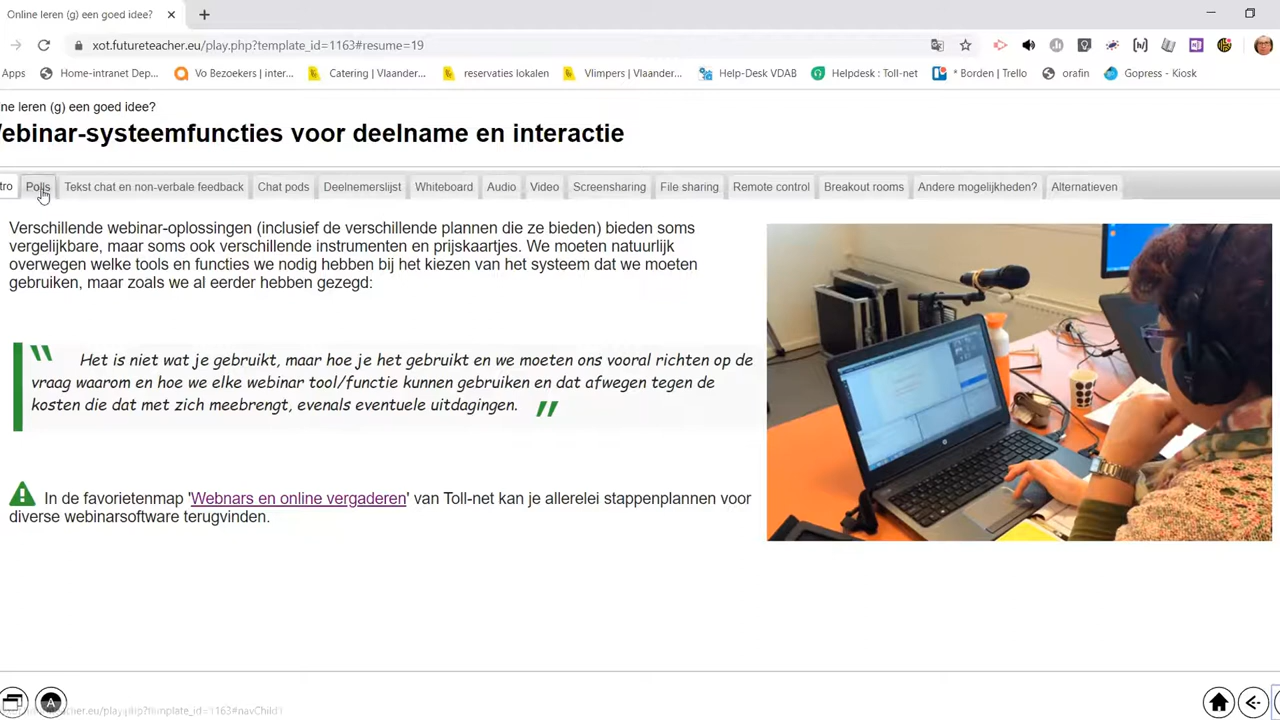 Online leren (g) een goed idee?
xot.futureteacher.eu/play.php?template_id=1163#resume=19
Apps Home-intranet Dep... Vo Bezoekers | inter... Catering | Vlaander... reservaties lokalen Vlimpers | Vlaander... Help-Desk VDAB Helpdesk : Toll-net * Borden | Trello orafin Gopress - Kiosk
ne leren (g) een goed idee?
ebinar-systeemfuncties voor deelname en interactie
tro Polls Tekst chat en non-verbale feedback Chat pods Deelnemerslijst Whiteboard Audio Video Screensharing File sharing Remote control Breakout rooms Andere mogelijkheden? Alternatieven
Verschillende webinar-oplossingen (inclusief de verschillende plannen die ze bieden) bieden soms
vergelijkbare, maar soms ook verschillende instrumenten en prijskaartjes. We moeten natuurlijk
overwegen welke tools en functies we nodig hebben bij het kiezen van het systeem dat we moeten
gebruiken, maar zoals we al eerder hebben gezegd:
" Het is niet wat je gebruikt, maar hoe je het gebruikt en we moeten ons vooral richten op de
vraag waarom en hoe we elke webinar tool/functie kunnen gebruiken en dat afwegen tegen de
kosten die dat met zich meebrengt, evenals eventuele uitdagingen. "
In de favorietenmap 'Webnars en online vergaderen' van Toll-net kan je allerelei stappenplannen voor
diverse webinarsoftware terugvinden.
A
acher.eu/play.php?template_id=1163#navChild1